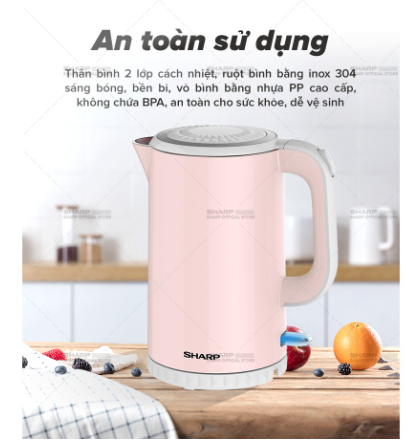 An toàn sử dụng
Thân bình 2 lớp cách nhiệt, ruột bình bằng inox 304
sáng bóng, bền bỉ, vỏ bình bằng nhựa PP cao cấp,
không chứa BPA, an toàn cho sức khỏe, dễ vệ sinh
SHARP